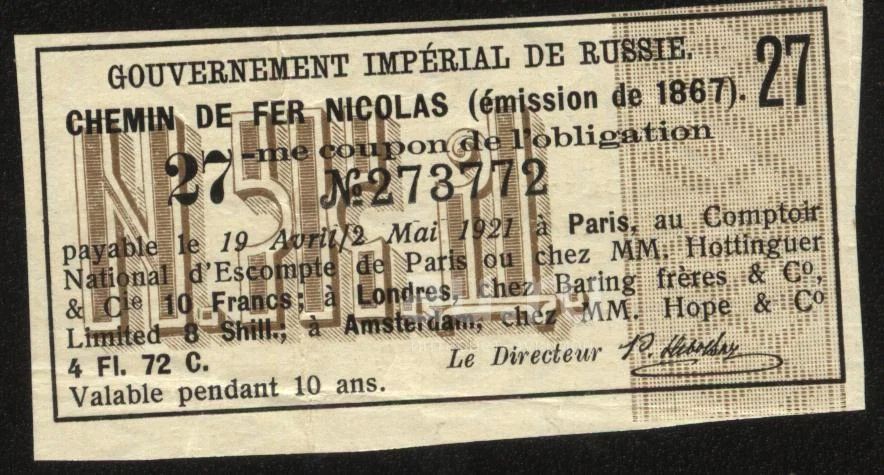 GOUVERNEMENT IMPÉRIAL DE RUSSIE.
27
CHEMIN DE FER NICOLAS (émission de 1867).
27-me coupon de l'obligation
№ 273772
payable le 19 Avril/2 Mai 1921 à Paris, au Comptoir
National d'Escompte de Paris ou chez MM. Hottinguer
& Cie 10 Francs; à Londres, chez Baring frères & Co.,
Limited 8 Shill.; à Amsterdam, chez MM. Hope & Co
4 Fl. 72 C.
Le Directeur
Valable pendant 10 ans.